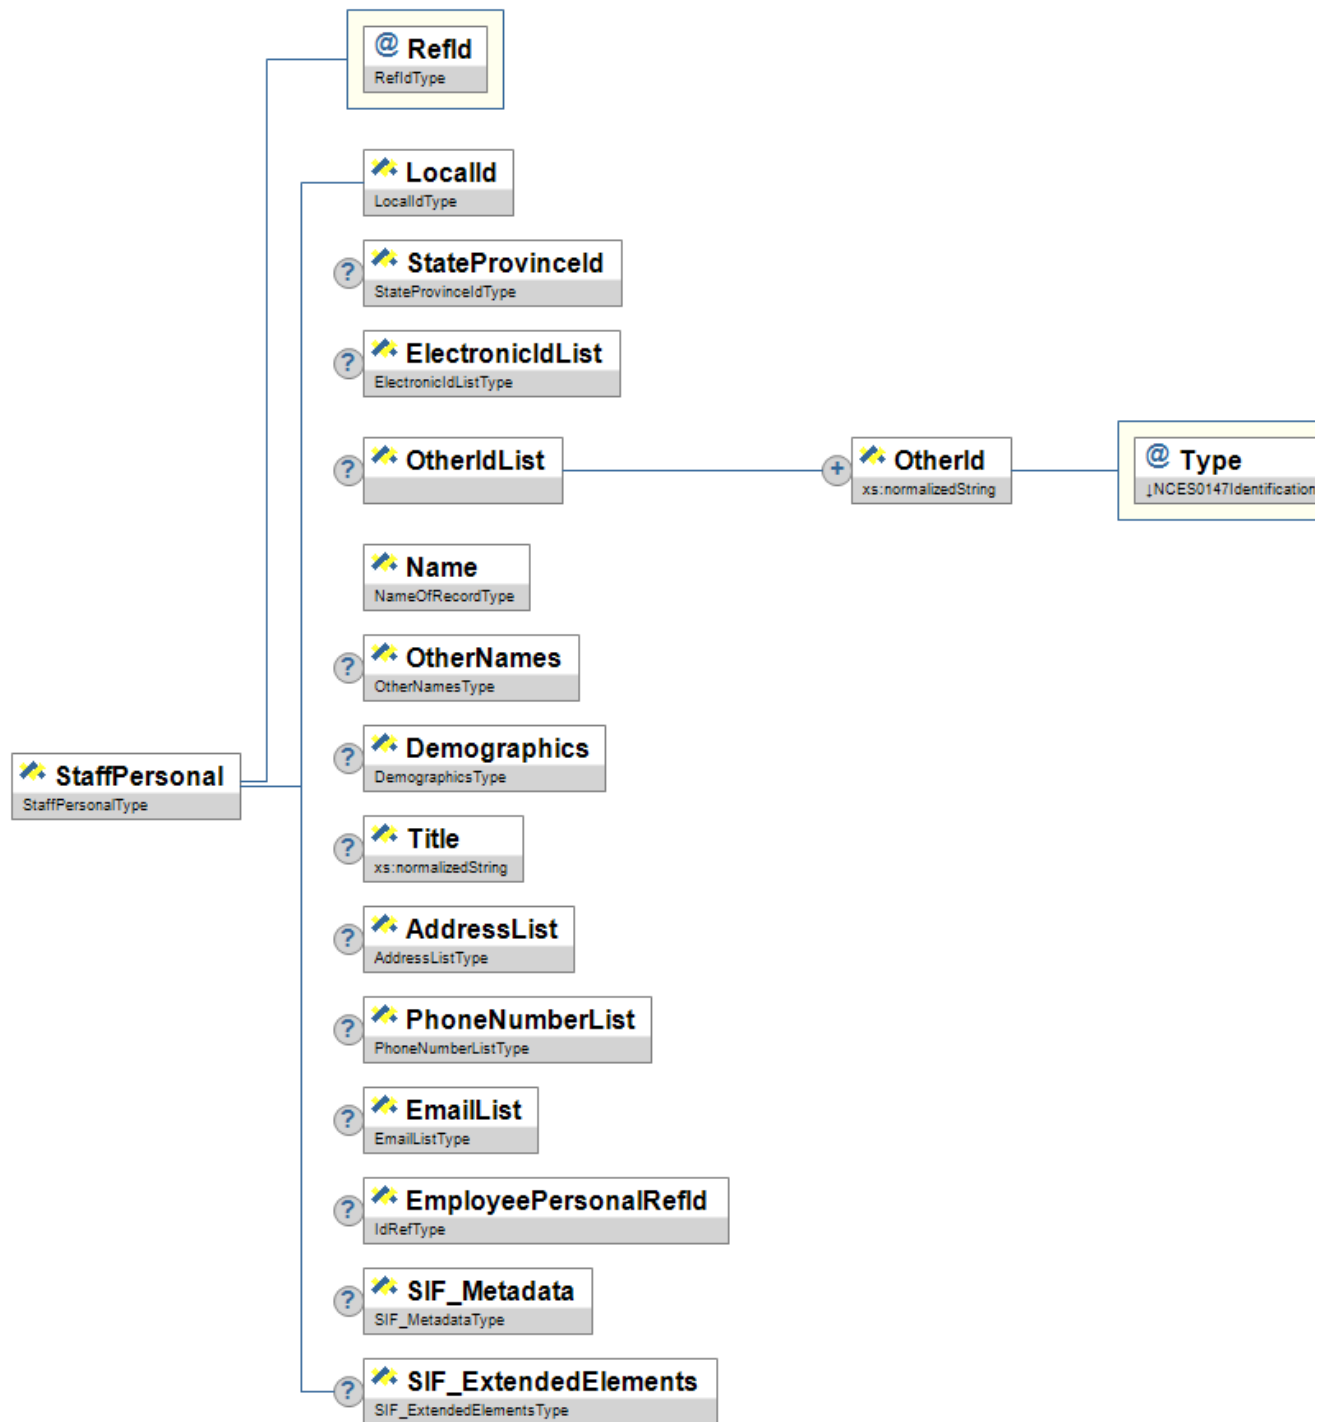 @ RefId
RefIdType
LocalId
LocalIdType
? StateProvinceId
StateProvinceIdType
? ElectronicIdList
ElectronicIdListType
? OtherIdList
+ OtherId
xs:normalizedString
@ Type
↓NCES0147Identification
Name
NameOfRecordType
? OtherNames
OtherNamesType
? Demographics
DemographicsType
StaffPersonal
StaffPersonalType
? Title
xs:normalizedString
? AddressList
AddressListType
? PhoneNumberList
PhoneNumberListType
? EmailList
EmailListType
? EmployeePersonalRefId
IdRefType
? SIF_Metadata
SIF_MetadataType
? SIF_ExtendedElements
SIF_ExtendedElementsType